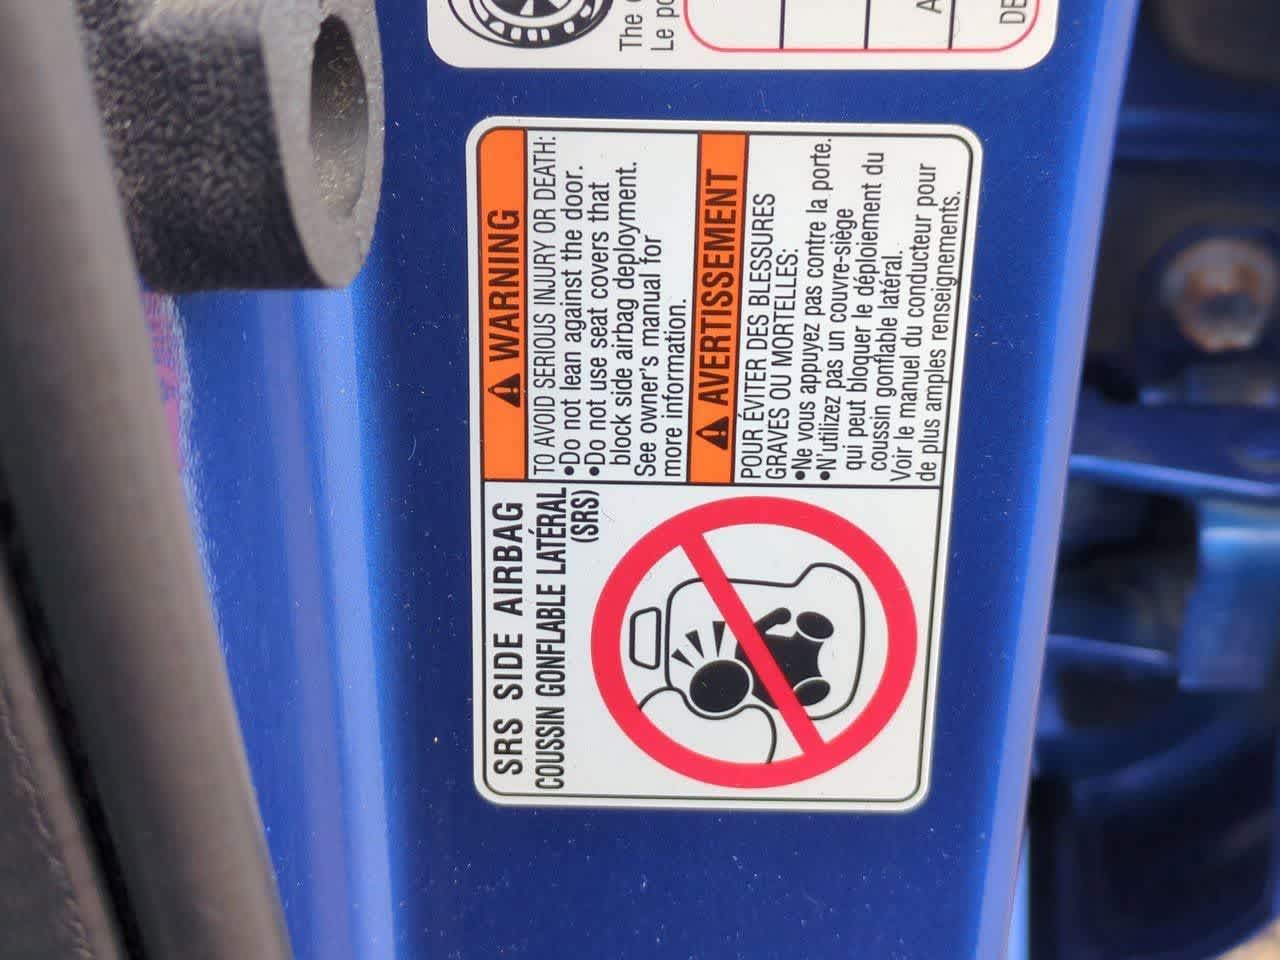 SRS SIDE AIRBAG
COUSSIN GONFLABLE LATÉRAL
(SRS)
WARNING
TO AVOID SERIOUS INJURY OR DEATH:
•Do not lean against the door.
•Do not use seat covers that
block side airbag deployment.
See owner's manual for
more information.
AVERTISSEMENT
POUR ÉVITER DES BLESSURES
GRAVES OU MORTELLES:
•Ne vous appuyez pas contre la porte.
•N'utilizez pas un couvre-siège
qui peut bloquer le déploiement du
coussin gonflable latéral.
Voir le manuel du conducteur pour
de plus amples renseignements.
The
Le